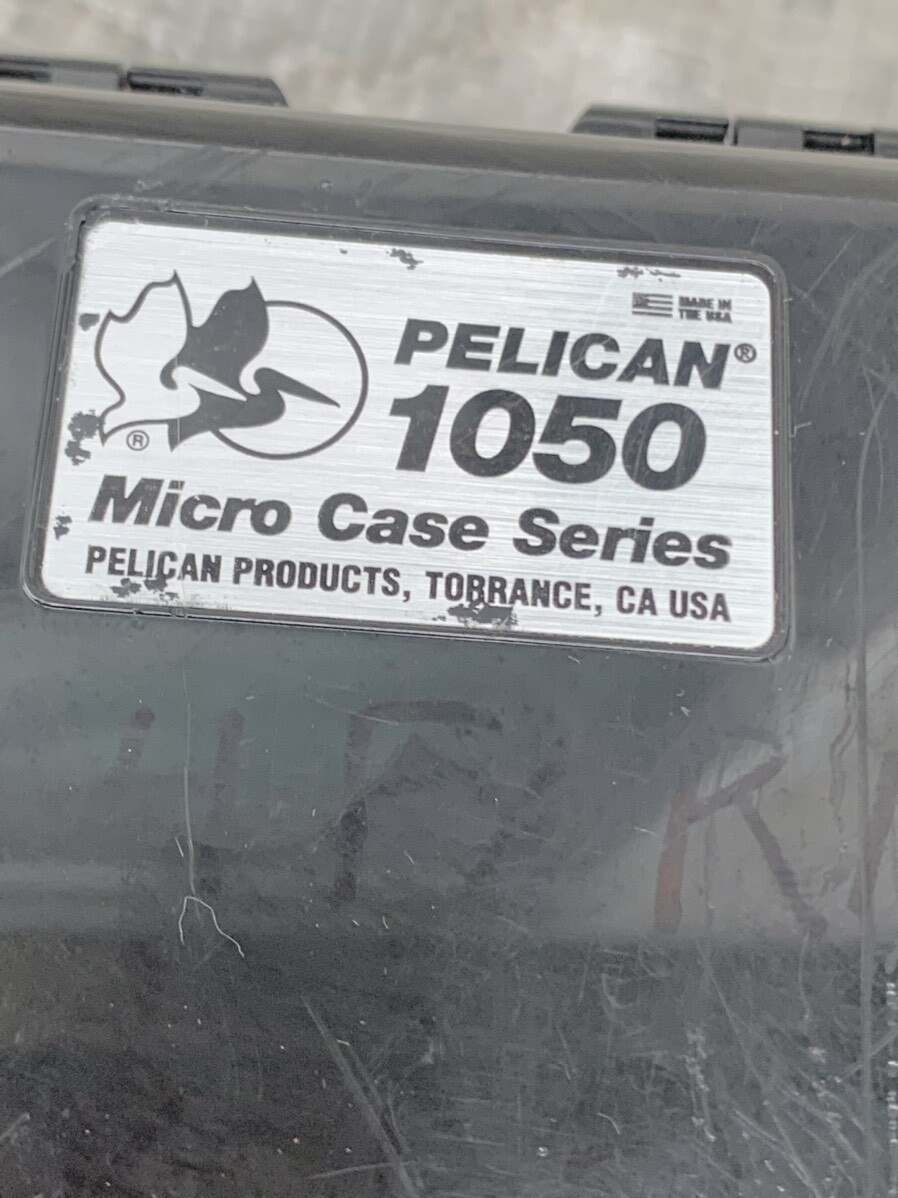 MADE IN
THE USA
PELICAN®
1050
®
Micro Case Series
PELICAN PRODUCTS, TORRANCE, CA USA